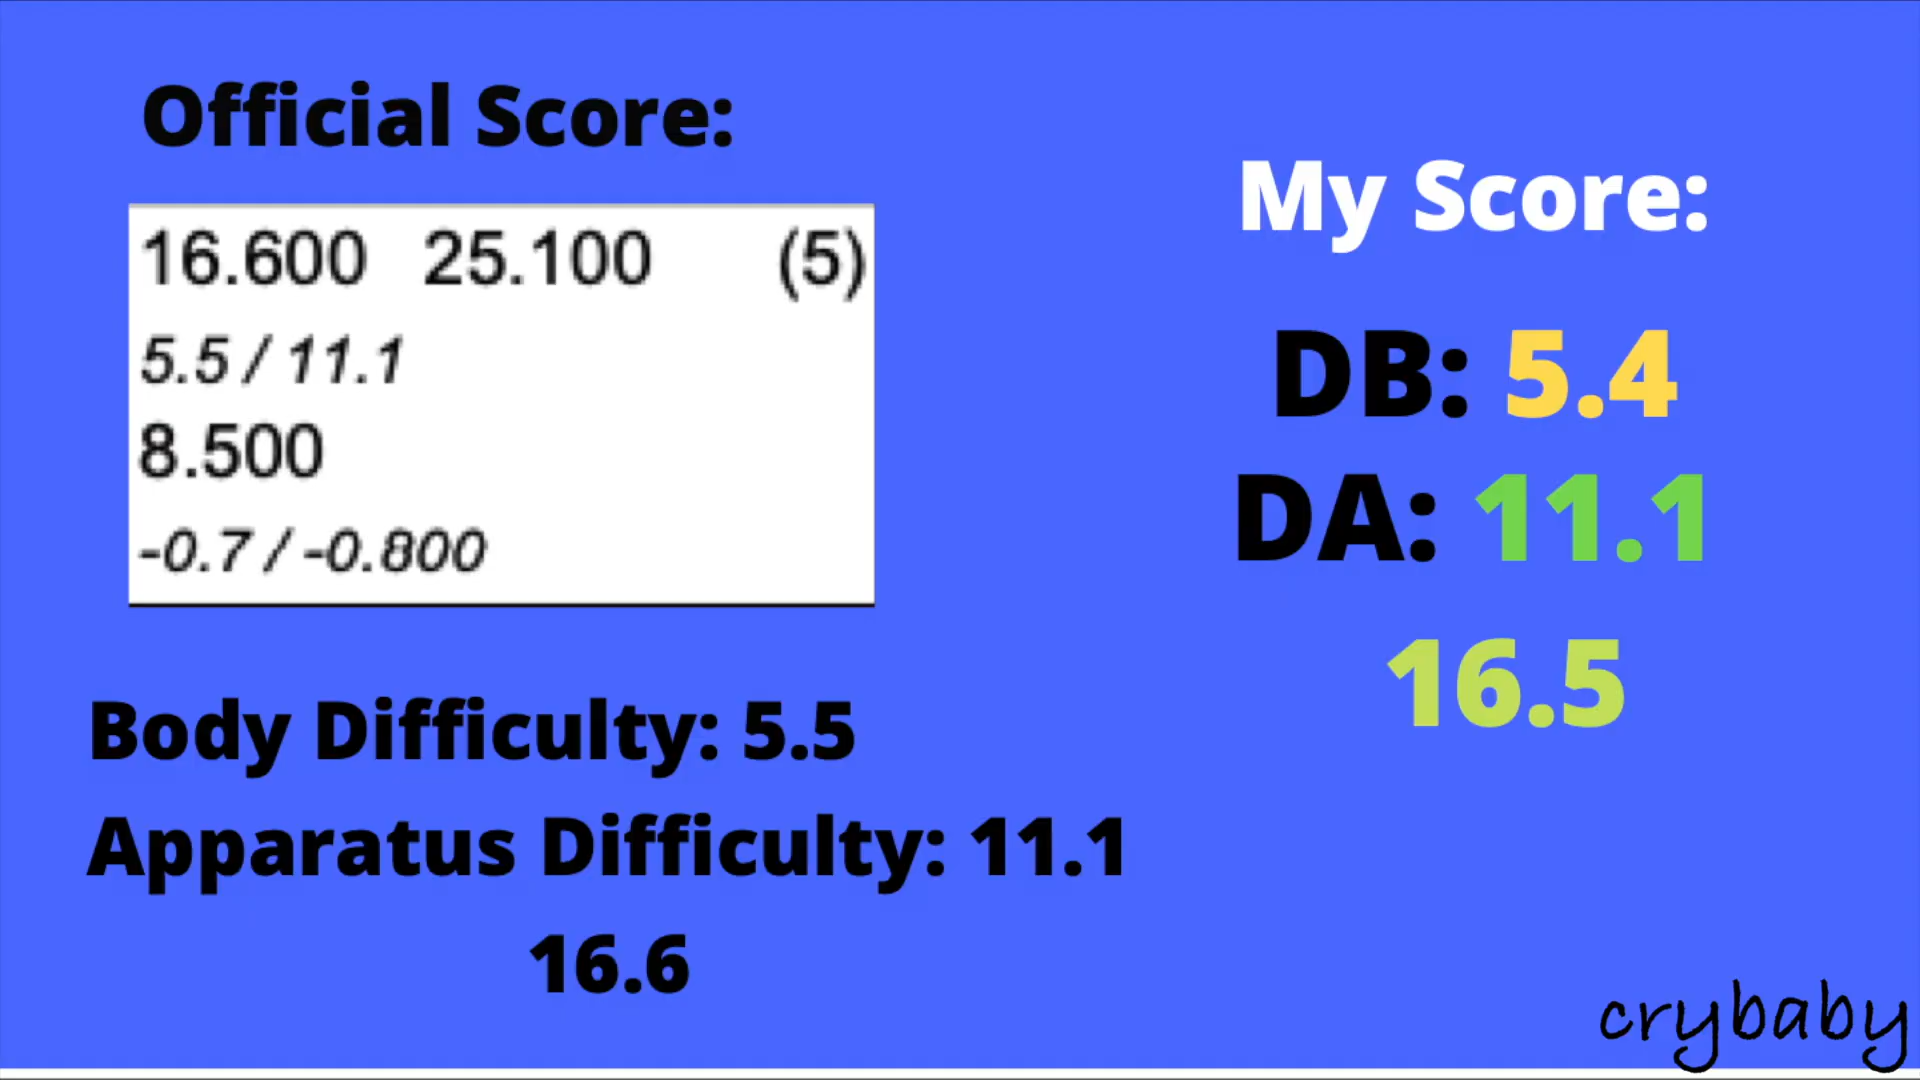 Official Score:
16.600 25.100 (5)
5.5 / 11.1
8.500
-0.7 / -0.800
Body Difficulty: 5.5
Apparatus Difficulty: 11.1
16.6
My Score:
DB: 5.4
DA: 11.1
16.5
crybaby